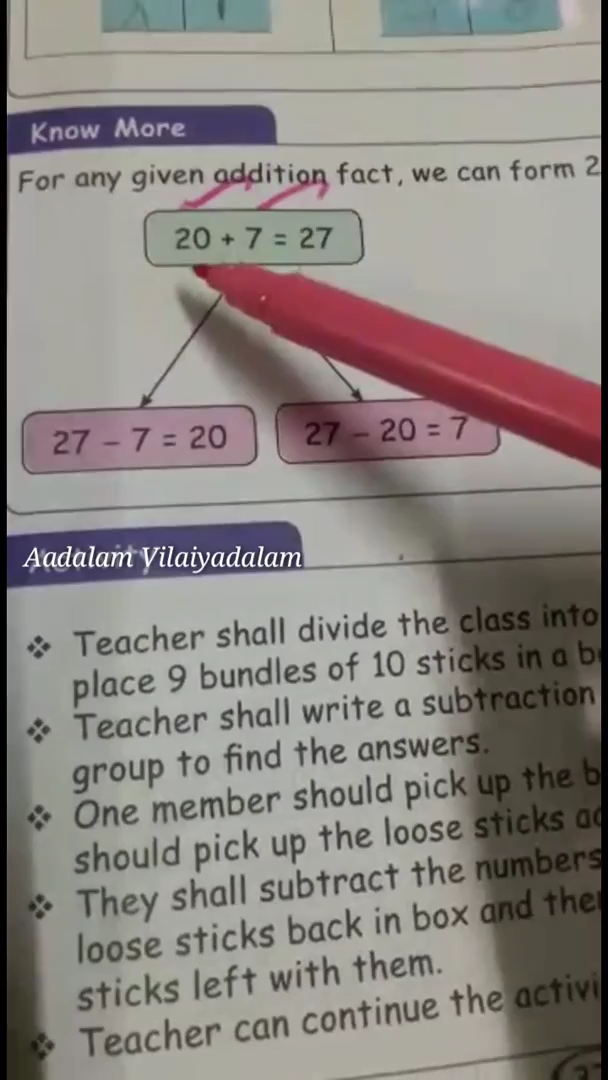 Know More
For any given addition fact, we can form 2
20 + 7 = 27
27 - 7 = 20
27 - 20 = 7
Aadalam Vilaiyadalam
❖ Teacher shall divide the class into
place 9 bundles of 10 sticks in a
❖ Teacher shall write a subtraction
group to find the answers.
❖ One member should pick up the
should pick up the loose sticks
❖ They shall subtract the numbers
loose sticks back in box and
sticks left with them.
❖ Teacher can continue the